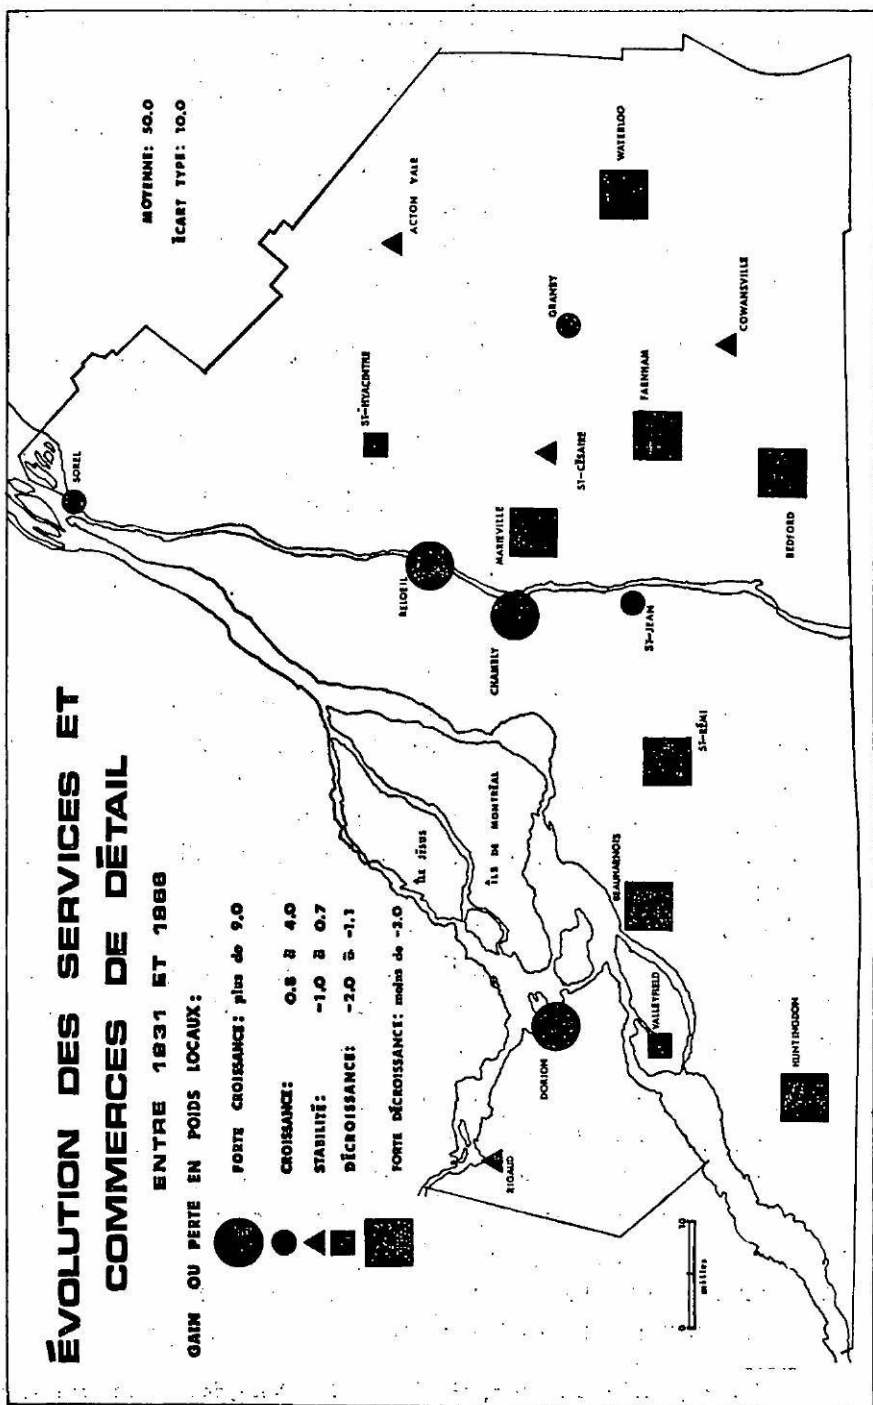 ÉVOLUTION DES SERVICES ET
COMMERCES DE DÉTAIL
ENTRE 1931 ET 1966
GAIN OU PERTE EN POIDS LOCAUX:
FORTE CROISSANCE: plus de 9.0
CROISSANCE: 0.8 à 4.0
STABILITÉ: -1.0 à 0.7
DÉCROISSANCE: -2.0 à -1.1
FORTE DÉCROISSANCE: moins de -2.0
MOYENNE: 50.0
ÉCART TYPE: 10.0
SOREL
ACTON VALE
ST-HYACINTHE
BELOEIL
CHAMBLY
MARIEVILLE
ST-CÉSAIRE
GRANBY
WATERLOO
COWANSVILLE
FARNHAM
BEDFORD
ST-JEAN
ST-RÉMI
ÎLE JÉSUS
ÎLE DE MONTRÉAL
BEAUHARNOIS
VALLEYFIELD
DORION
RIGAUD
HUNTINGDON
0 10
milles